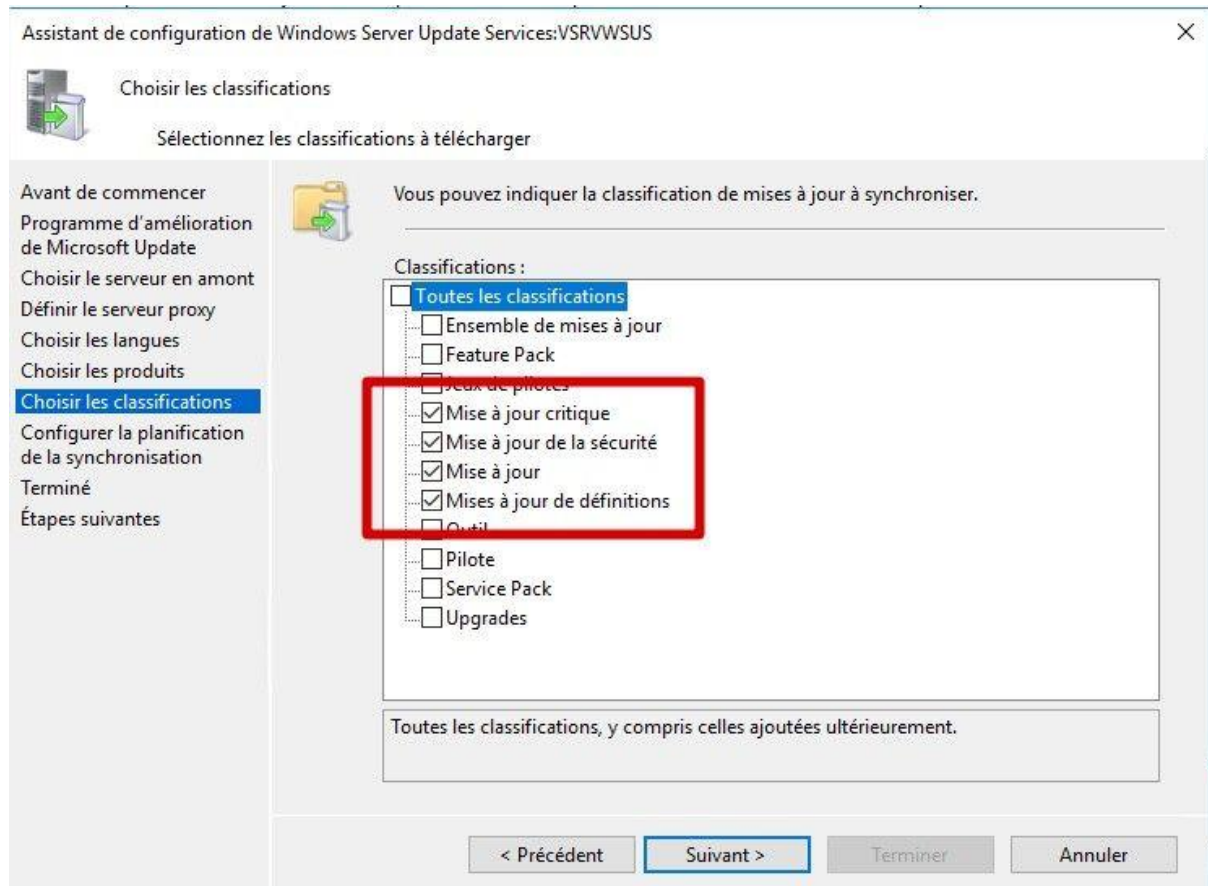 Assistant de configuration de Windows Server Update Services:VSRVWSUS
Choisir les classifications
Sélectionnez les classifications à télécharger
Avant de commencer
Programme d'amélioration
de Microsoft Update
Choisir le serveur en amont
Définir le serveur proxy
Choisir les langues
Choisir les produits
Choisir les classifications
Configurer la planification
de la synchronisation
Terminé
Étapes suivantes
Vous pouvez indiquer la classification de mises à jour à synchroniser.
Classifications :
Toutes les classifications
Ensemble de mises à jour
Feature Pack
Jeux de pilotes
Mise à jour critique
Mise à jour de la sécurité
Mise à jour
Mises à jour de définitions
Outil
Pilote
Service Pack
Upgrades
Toutes les classifications, y compris celles ajoutées ultérieurement.
< Précédent
Suivant >
Terminer
Annuler